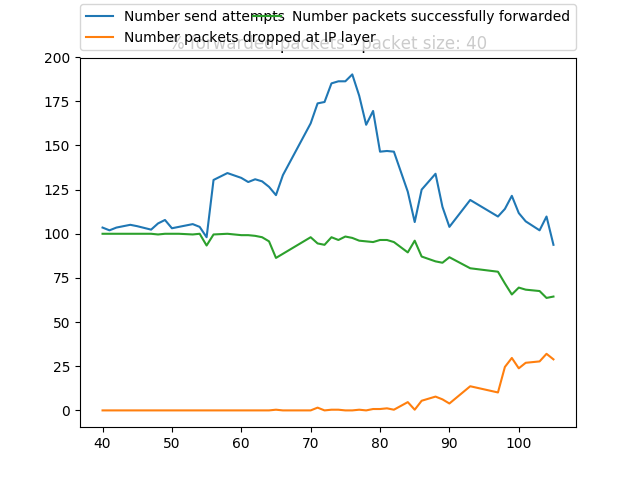 Number send attempts Number packets successfully forwarded
Number packets dropped at IP layer
% forwarded packets - packet size: 40
200
175
150
125
100
75
50
25
0
40 50 60 70 80 90 100